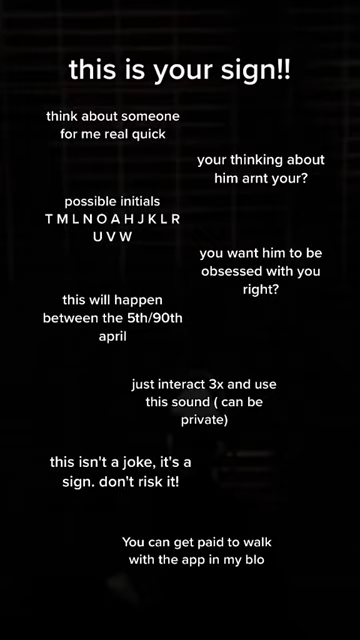 this is your sign!!
think about someone
for me real quick
your thinking about
him arnt your?
possible initials
T M L N O A H J K L R
U V W
you want him to be
obsessed with you
right?
this will happen
between the 5th/90th
april
just interact 3x and use
this sound ( can be
private)
this isn't a joke, it's a
sign. don't risk it!
You can get paid to walk
with the app in my blo